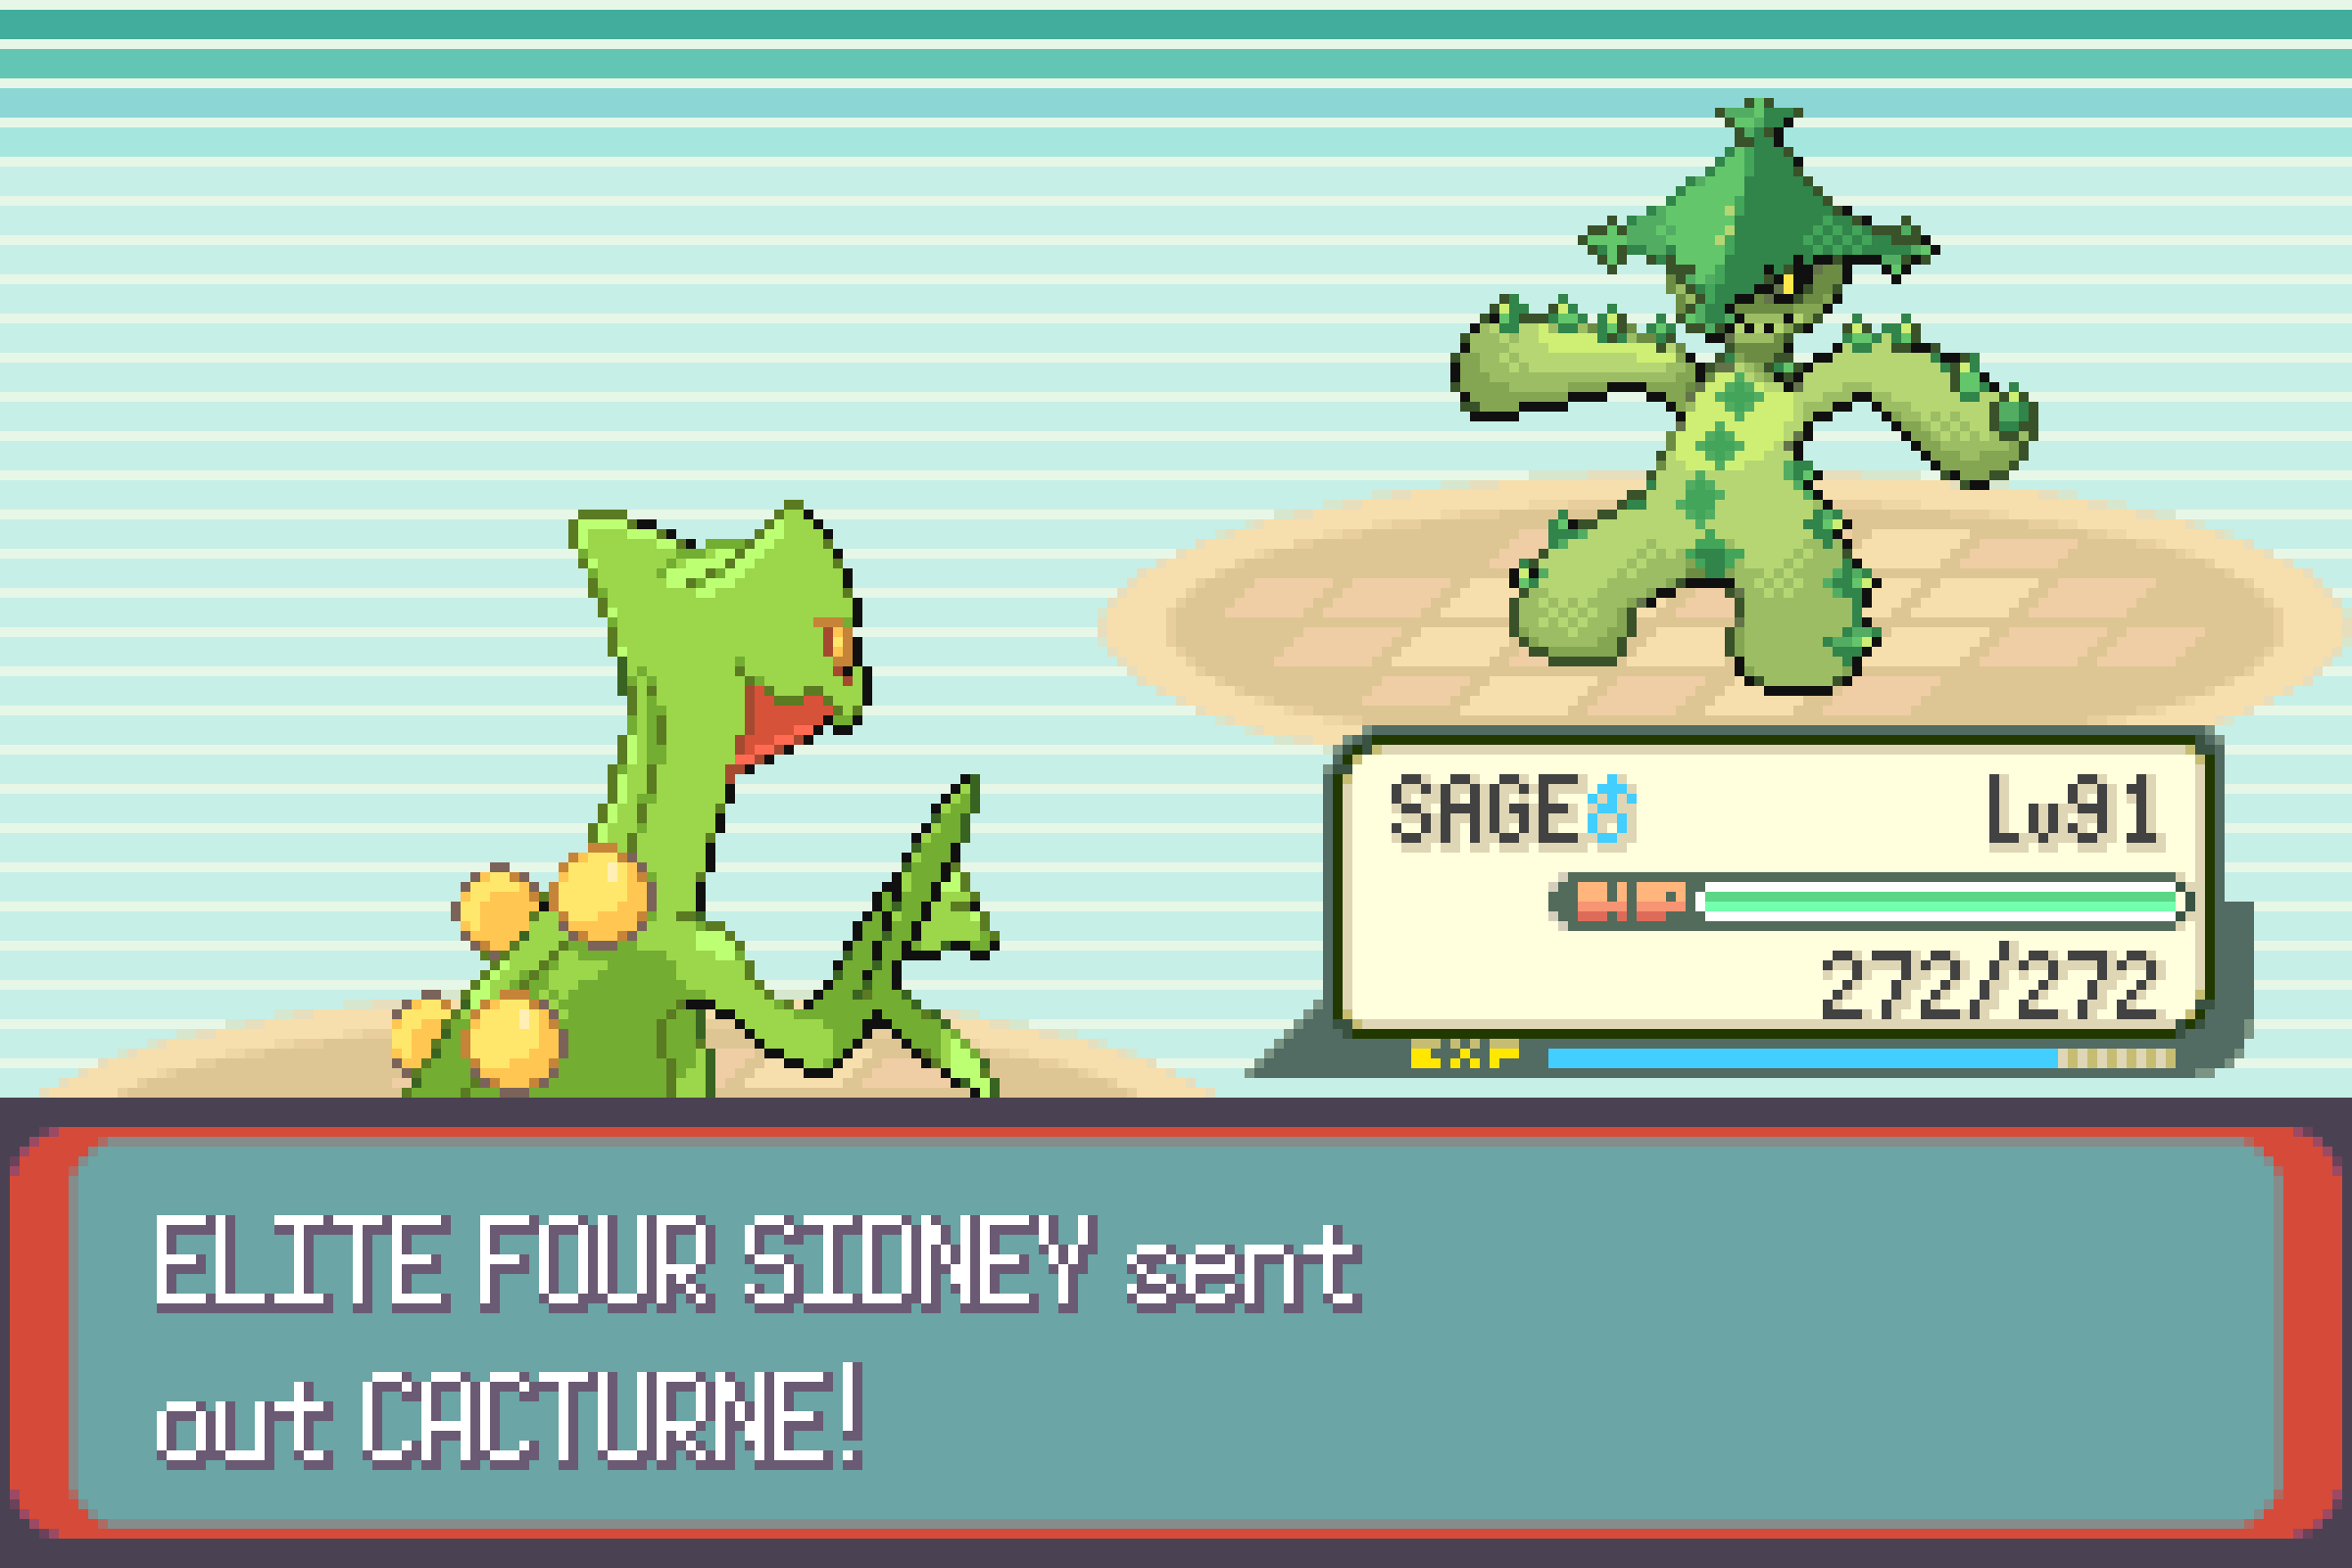 SAGE♂ Lv91
HP
272/272
EXP
ELITE FOUR SIDNEY sent
out CACTURNE!